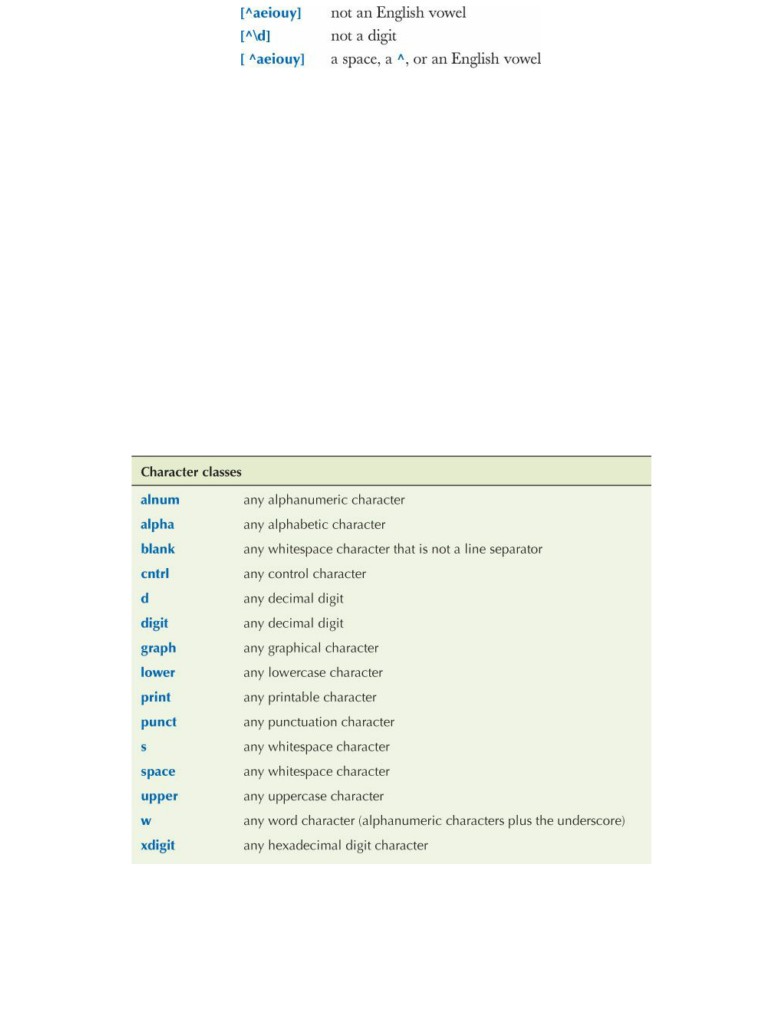 [^aeiouy] not an English vowel
[^\d] not a digit
[ ^aeiouy] a space, a ^, or an English vowel
Character classes
alnum any alphanumeric character
alpha any alphabetic character
blank any whitespace character that is not a line separator
cntrl any control character
d any decimal digit
digit any decimal digit
graph any graphical character
lower any lowercase character
print any printable character
punct any punctuation character
s any whitespace character
space any whitespace character
upper any uppercase character
w any word character (alphanumeric characters plus the underscore)
xdigit any hexadecimal digit character